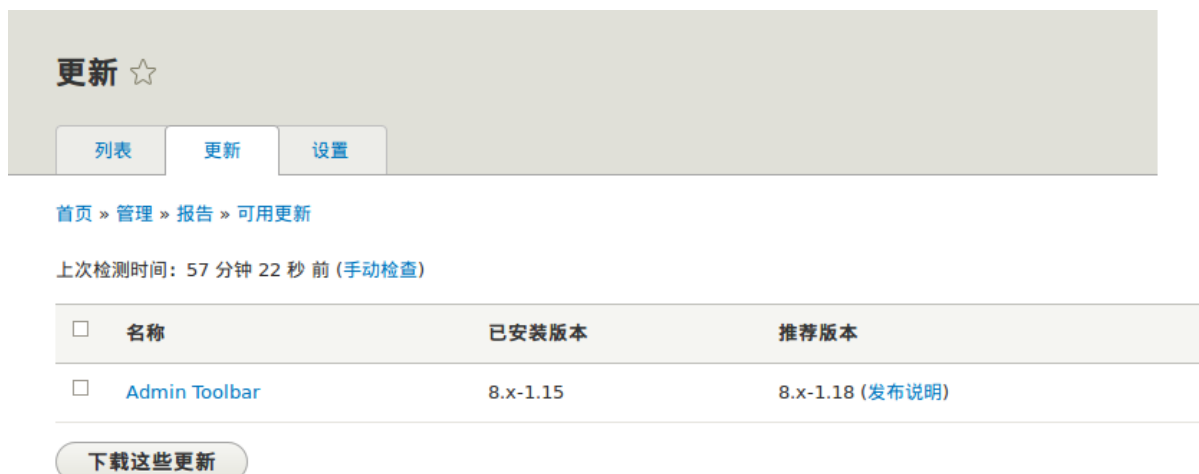 更新
列表 更新 设置
首页 » 管理 » 报告 » 可用更新
上次检测时间: 57 分钟 22 秒 前 (手动检查)
名称 已安装版本 推荐版本
Admin Toolbar 8.x-1.15 8.x-1.18 (发布说明)
下载这些更新